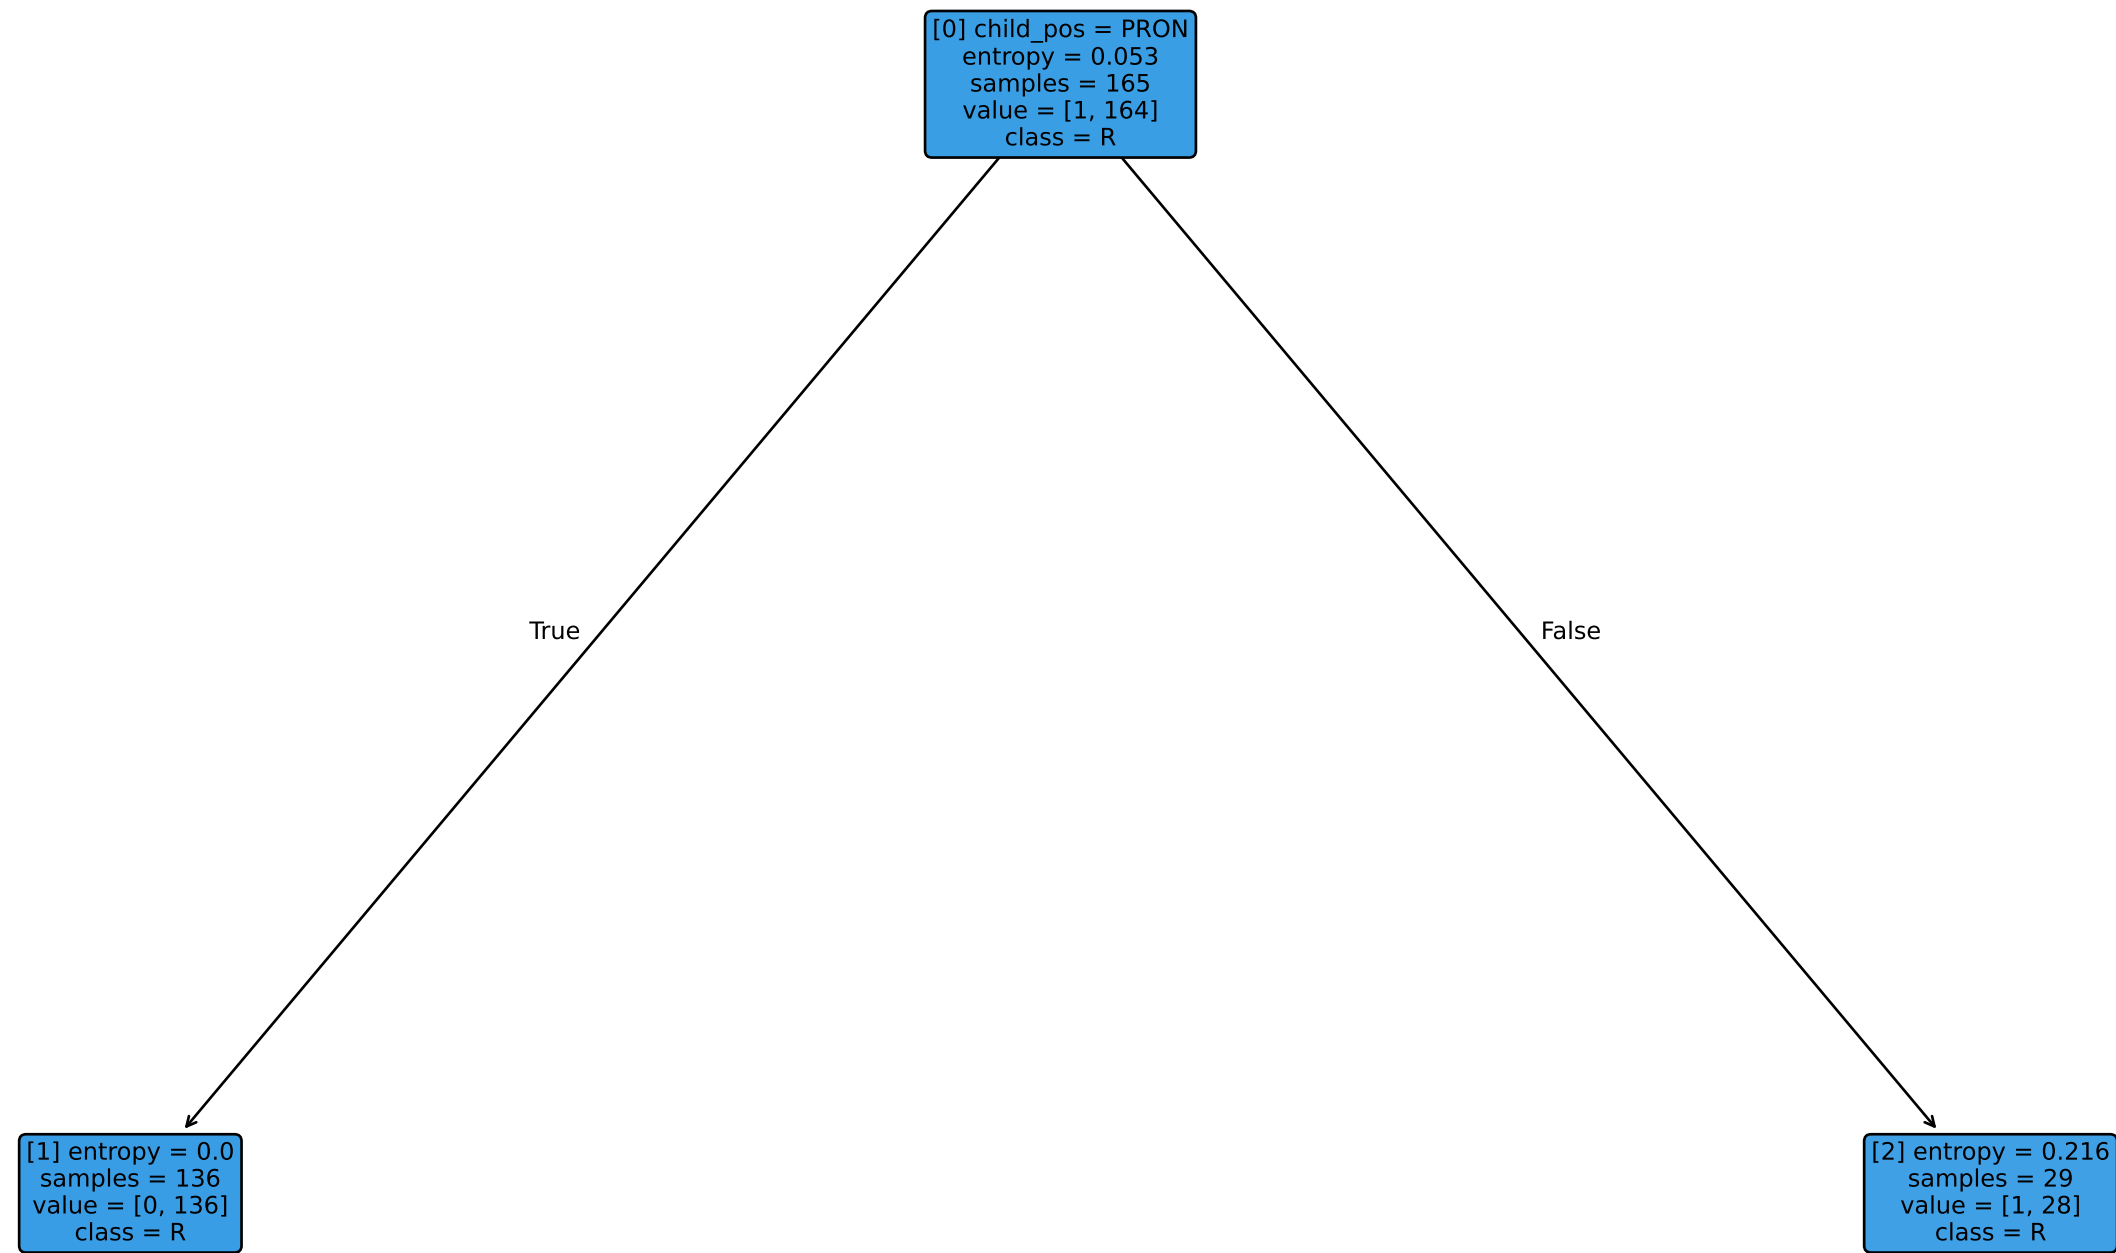 [0] child_pos = PRON
entropy = 0.053
samples = 165
value = [1, 164]
class = R
True
False
[1] entropy = 0.0
samples = 136
value = [0, 136]
class = R
[2] entropy = 0.216
samples = 29
value = [1, 28]
class = R